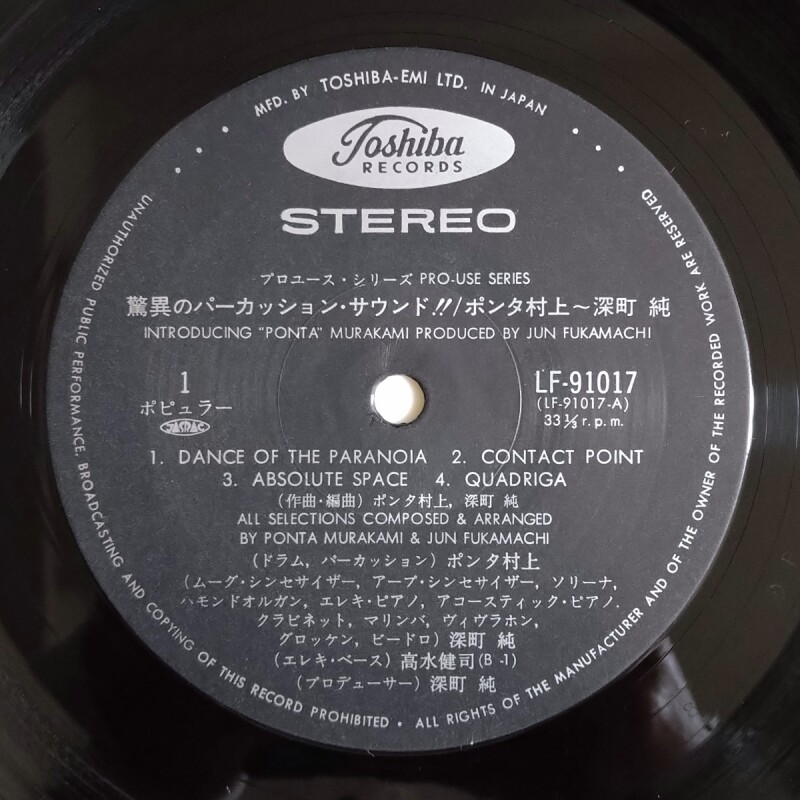 MFD. BY TOSHIBA-EMI LTD. IN JAPAN
Toshiba
RECORDS
STEREO
プロユース・シリーズ PRO-USE SERIES
驚異のパーカッション・サウンド!!/ポンタ村上～深町 純
INTRODUCING "PONTA" MURAKAMI PRODUCED BY JUN FUKAMACHI
1
ポピュラー
JASRAC
LF-91017
(LF-91017-A)
33 1/3 r.p.m.
1. DANCE OF THE PARANOIA 2. CONTACT POINT
3. ABSOLUTE SPACE 4. QUADRIGA
(作曲・編曲) ポンタ村上, 深町 純
ALL SELECTIONS COMPOSED & ARRANGED
BY PONTA MURAKAMI & JUN FUKAMACHI
(ドラム, パーカッション) ポンタ村上
(ムーグ・シンセサイザー, アープ・シンセサイザー, ソリーナ,
ハモンドオルガン, エレキ・ピアノ, アコースティック・ピアノ,
クラビネット, マリンバ, ヴィヴラホン,
グロッケン, ビードロ) 深町 純
(エレキ・ベース) 高水健司(B -1)
(プロデューサー) 深町 純
UNAUTHORIZED PUBLIC PERFORMANCE, BROADCASTING AND COPYING OF THIS RECORD PROHIBITED • ALL RIGHTS OF THE MANUFACTURER AND OF THE OWNER OF THE RECORDED WORK ARE RESERVED